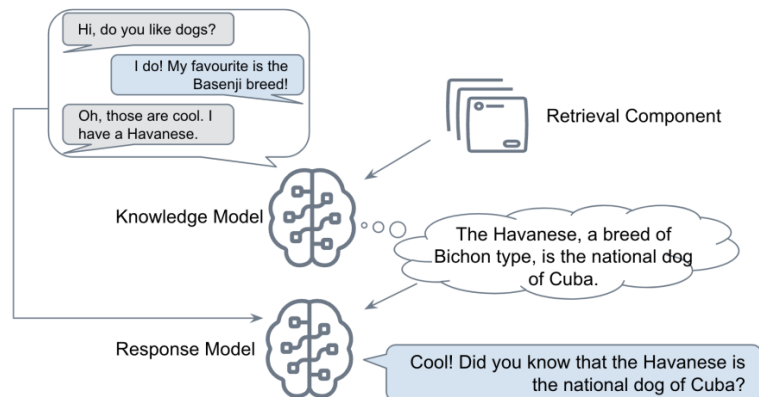 Hi, do you like dogs?
I do! My favourite is the
Basenji breed!
Oh, those are cool. I
have a Havanese.
Retrieval Component
Knowledge Model
The Havanese, a breed of
Bichon type, is the national dog
of Cuba.
Response Model
Cool! Did you know that the Havanese is
the national dog of Cuba?